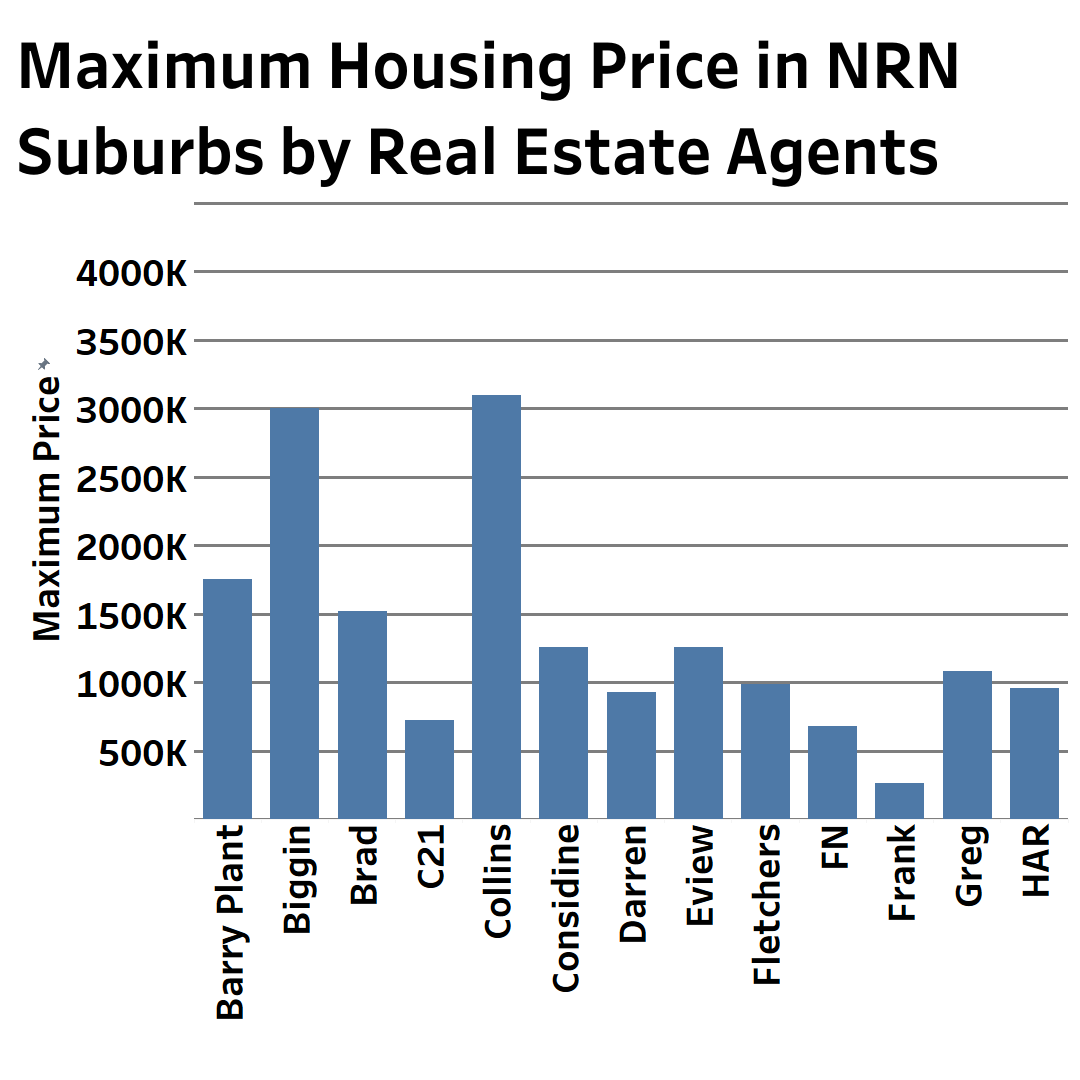 Maximum Housing Price in NRN
Suburbs by Real Estate Agents
4000K
3500K
3000K
2500K
2000K
1500K
1000K
500K
Maximum Price
Barry Plant
Biggin
Brad
C21
Collins
Considine
Darren
Eview
Fletchers
FN
Frank
Greg
HAR